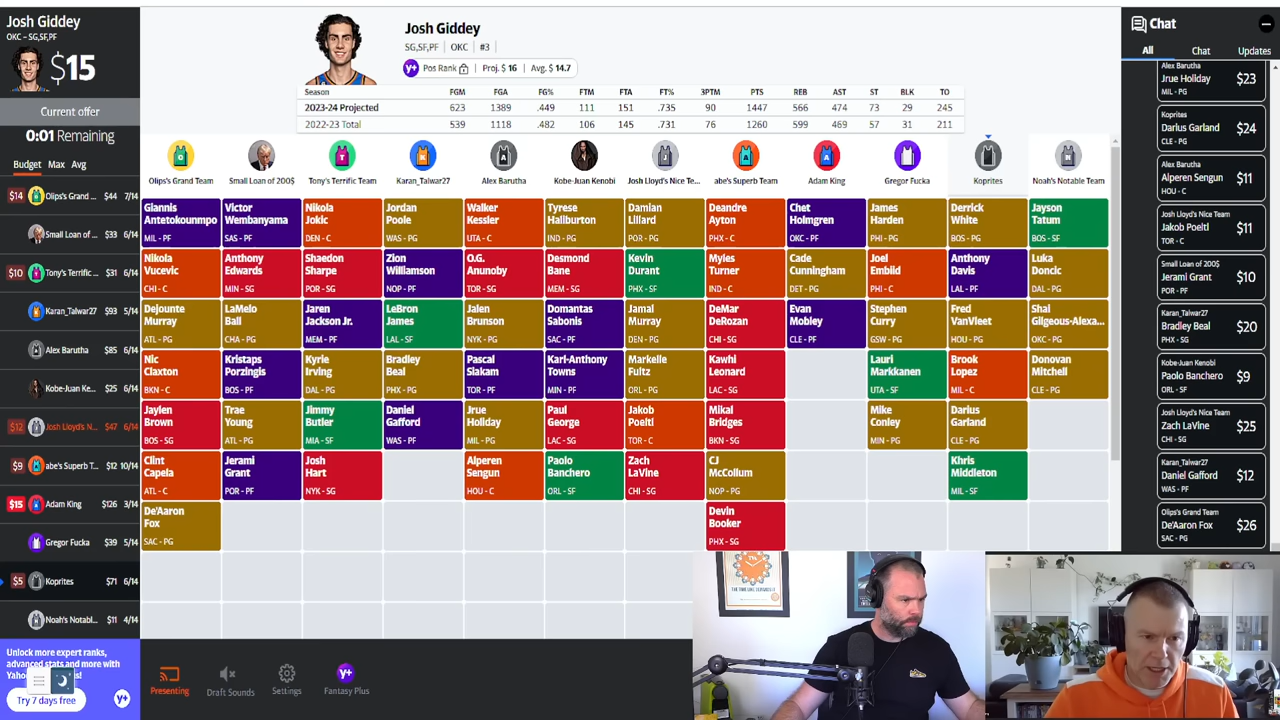 Josh Giddey
OKC – SG,SF,PF
$15
Current offer
0:01 Remaining
Budget Max Avg
$14 Olips's Grand ... $44 7/14
Small Loan of ... $33 6/14
$10 Tony's Terrific ... $31 6/14
Karan_Talwar27 $93 5/14
Alex Barutha $85 6/14
Kobe-Juan Ke... $25 6/14
$12 Josh Lloyd's N... $47 6/14
$9 abe's Superb T... $12 10/14
$15 Adam King $126 3/14
Gregor Fucka $39 5/14
$5 Koprites $71 6/14
Noah's Notabl... $11 4/14
Unlock more expert ranks,
advanced stats and more with
Try 7 days free
Josh Giddey
SG,SF,PF OKC #3
y+ Pos Rank Proj. $ 16 Avg. $ 14.7
Season FGM FGA FG% FTM FTA FT% 3PTM PTS REB AST ST BLK TO
2023-24 Projected 623 1389 .449 111 151 .735 90 1447 566 474 73 29 245
2022-23 Total 539 1118 .482 106 145 .731 76 1260 599 469 57 31 211
Olips's Grand Team Small Loan of 200$ Tony's Terrific Team Karan_Talwar27 Alex Barutha Kobe-Juan Kenobi Josh Lloyd's Nice Te... abe's Superb Team Adam King Gregor Fucka Koprites Noah's Notable Team
Giannis Victor Nikola Jordan Walker Tyrese Damian Deandre Chet James Derrick Jayson
Antetokounmpo Wembanyama Jokic Poole Kessler Haliburton Lillard Ayton Holmgren Harden White Tatum
MIL - PF SAS - PF DEN - C WAS - PG UTA - C IND - PG POR - PG PHX - C OKC - PF PHI - PG BOS - PG BOS - SF
Nikola Anthony Shaedon Zion O.G. Desmond Kevin Myles Cade Joel Anthony Luka
Vucevic Edwards Sharpe Williamson Anunoby Bane Durant Turner Cunningham Embiid Davis Doncic
CHI - C MIN - SG POR - SG NOP - PF TOR - SG MEM - SG PHX - SF IND - C DET - PG PHI - C LAL - PF DAL - PG
Dejounte LaMelo Jaren LeBron Jalen Domantas Jamal DeMar Evan Stephen Fred Shai
Murray Ball Jackson Jr. James Brunson Sabonis Murray DeRozan Mobley Curry VanVleet Gilgeous-Alexa...
ATL - PG CHA - PG MEM - PF LAL - SF NYK - PG SAC - PF DEN - PG CHI - SG CLE - PF GSW - PG HOU - PG OKC - PG
Nic Kristaps Kyrie Bradley Pascal Karl-Anthony Markelle Kawhi Lauri Brook Donovan
Claxton Porzingis Irving Beal Siakam Towns Fultz Leonard Markkanen Lopez Mitchell
BKN - C BOS - PF DAL - PG PHX - PG TOR - PF MIN - PF ORL - PG LAC - SG UTA - SF MIL - C CLE - PG
Jaylen Trae Jimmy Daniel Jrue Paul Jakob Mikal Mike Darius
Brown Young Butler Gafford Holiday George Poeltl Bridges Conley Garland
BOS - SG ATL - PG MIA - SF WAS - PF MIL - PG LAC - SG TOR - C BKN - SG MIN - PG CLE - PG
Clint Jerami Josh Alperen Paolo Zach CJ Khris
Capela Grant Hart Sengun Banchero LaVine McCollum Middleton
ATL - C POR - PF NYK - SG HOU - C ORL - SF CHI - SG NOP - PG MIL - SF
De'Aaron Devin
Fox Booker
SAC - PG PHX - SG
Presenting Draft Sounds Settings Fantasy Plus
Chat
All Chat Updates
Alex Barutha
Jrue Holiday $23
MIL - PG
Koprites
Darius Garland $24
CLE - PG
Alex Barutha
Alperen Sengun $11
HOU - C
Josh Lloyd's Nice Team
Jakob Poeltl $11
TOR - C
Small Loan of 200$
Jerami Grant $10
POR - PF
Karan_Talwar27
Bradley Beal $20
PHX - SG
Kobe-Juan Kenobi
Paolo Banchero $9
ORL - SF
Josh Lloyd's Nice Team
Zach LaVine $25
CHI - SG
Karan_Talwar27
Daniel Gafford $12
WAS - PF
Olips's Grand Team
De'Aaron Fox $26
SAC - PG